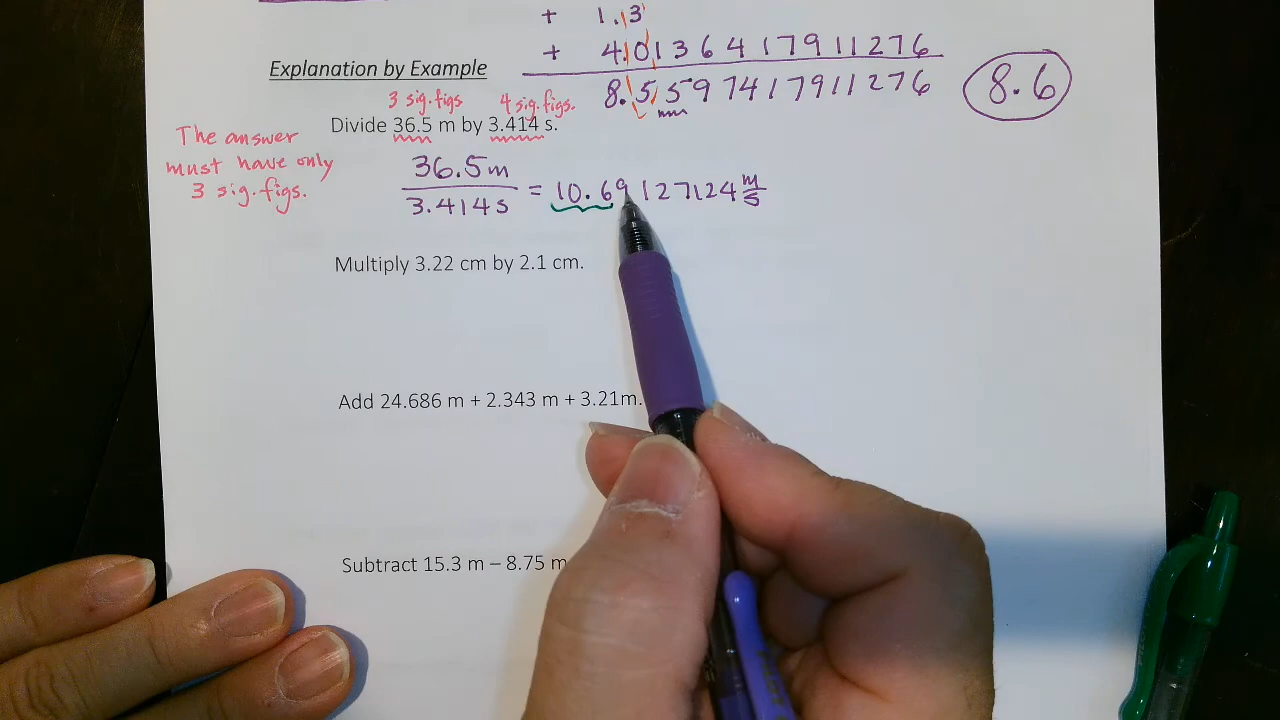 + 1.3
+ 4.0136417911276
8.5597417911276
8.6
Explanation by Example
3 sig.figs 4 sig.figs.
Divide 36.5 m by 3.414 s.
The answer
must have only
3 sig.figs.
36.5m
3.414s
= 10.69127124 m/s
Multiply 3.22 cm by 2.1 cm.
Add 24.686 m + 2.343 m + 3.21m.
Subtract 15.3 m – 8.75 m